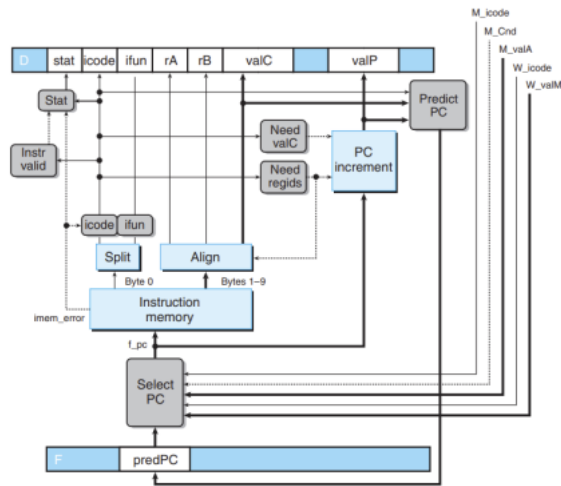 M_icode
M_Cnd
M_valA
W_icode
W_valM
D stat icode ifun rA rB valC valP
Stat
Predict
PC
Need
valC
Instr
valid
PC
increment
Need
regids
icode ifun
Split Align
Byte 0 Bytes 1–9
Instruction
memory
imem_error
f_pc
Select
PC
F predPC